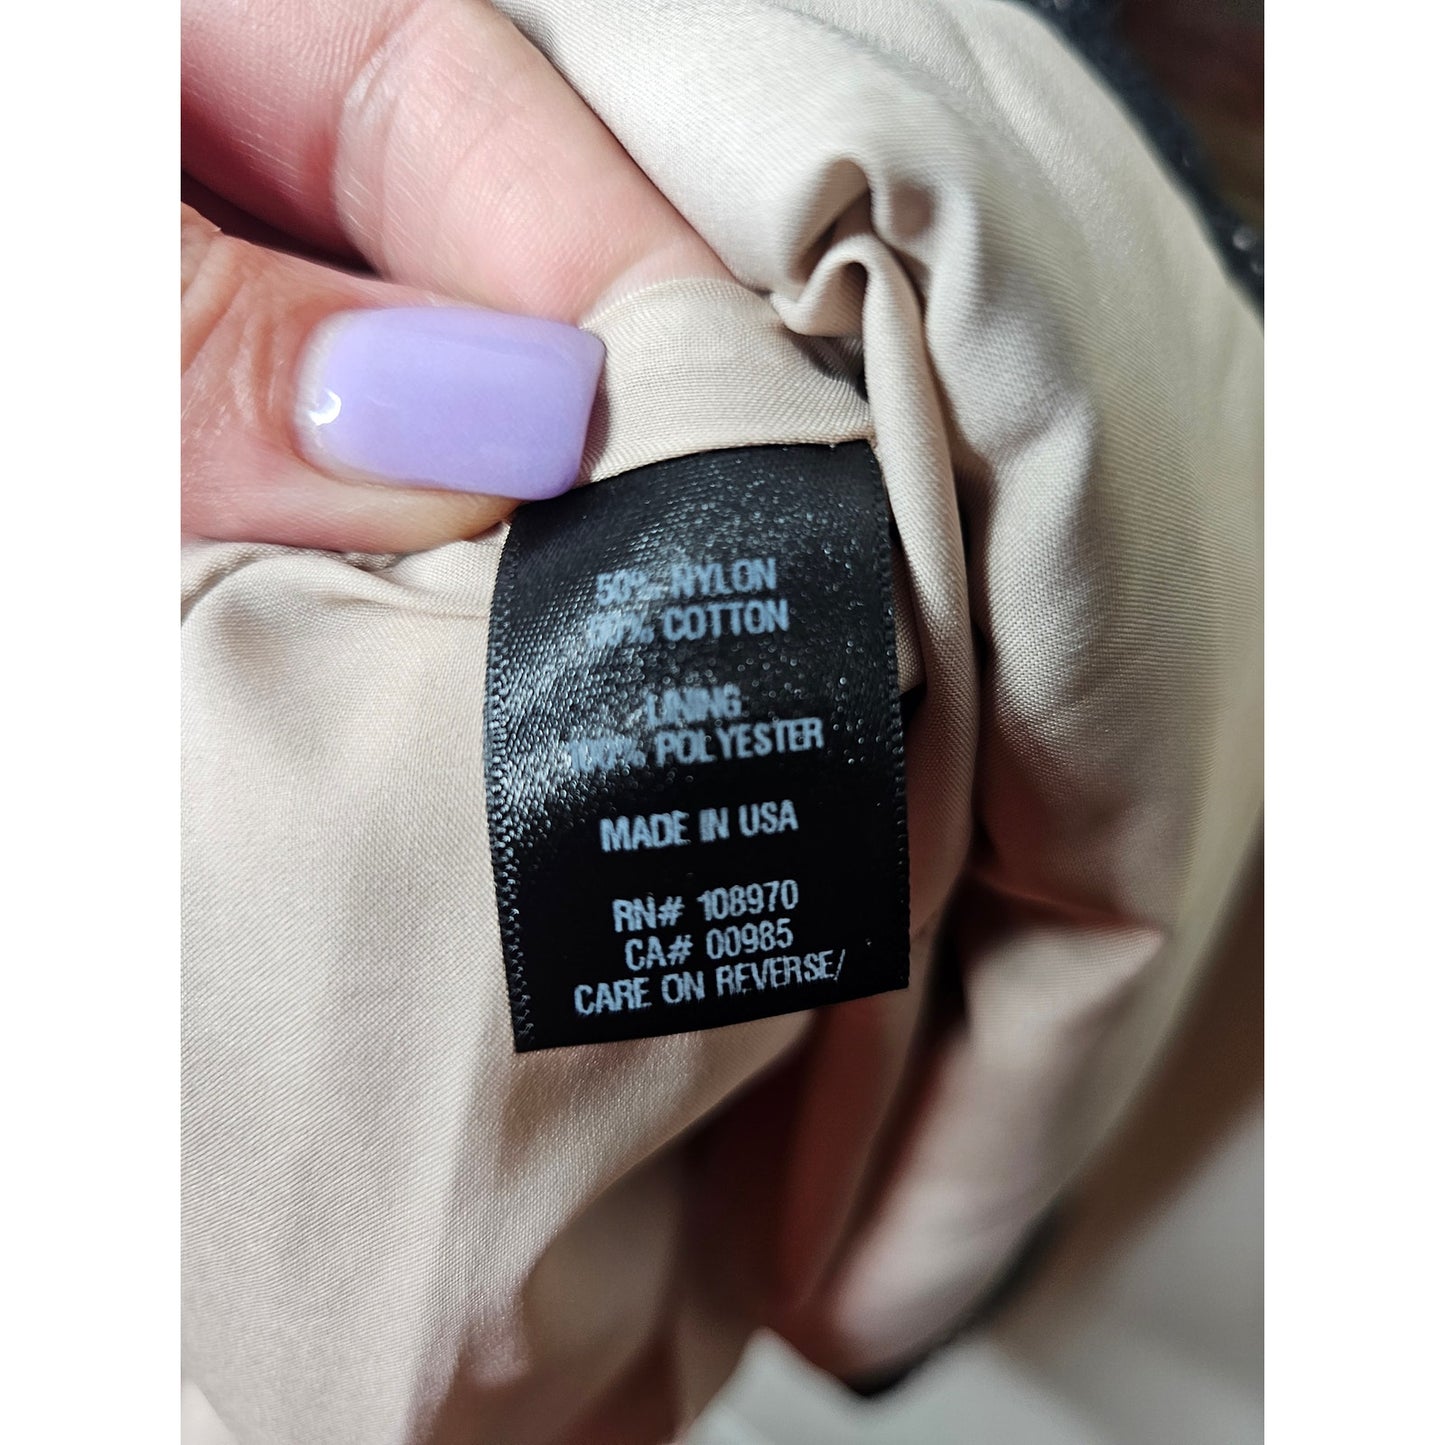 50% NYLON
50% COTTON
LINING
100% POLYESTER
MADE IN USA
RN# 108970
CA# 00985
CARE ON REVERSE/